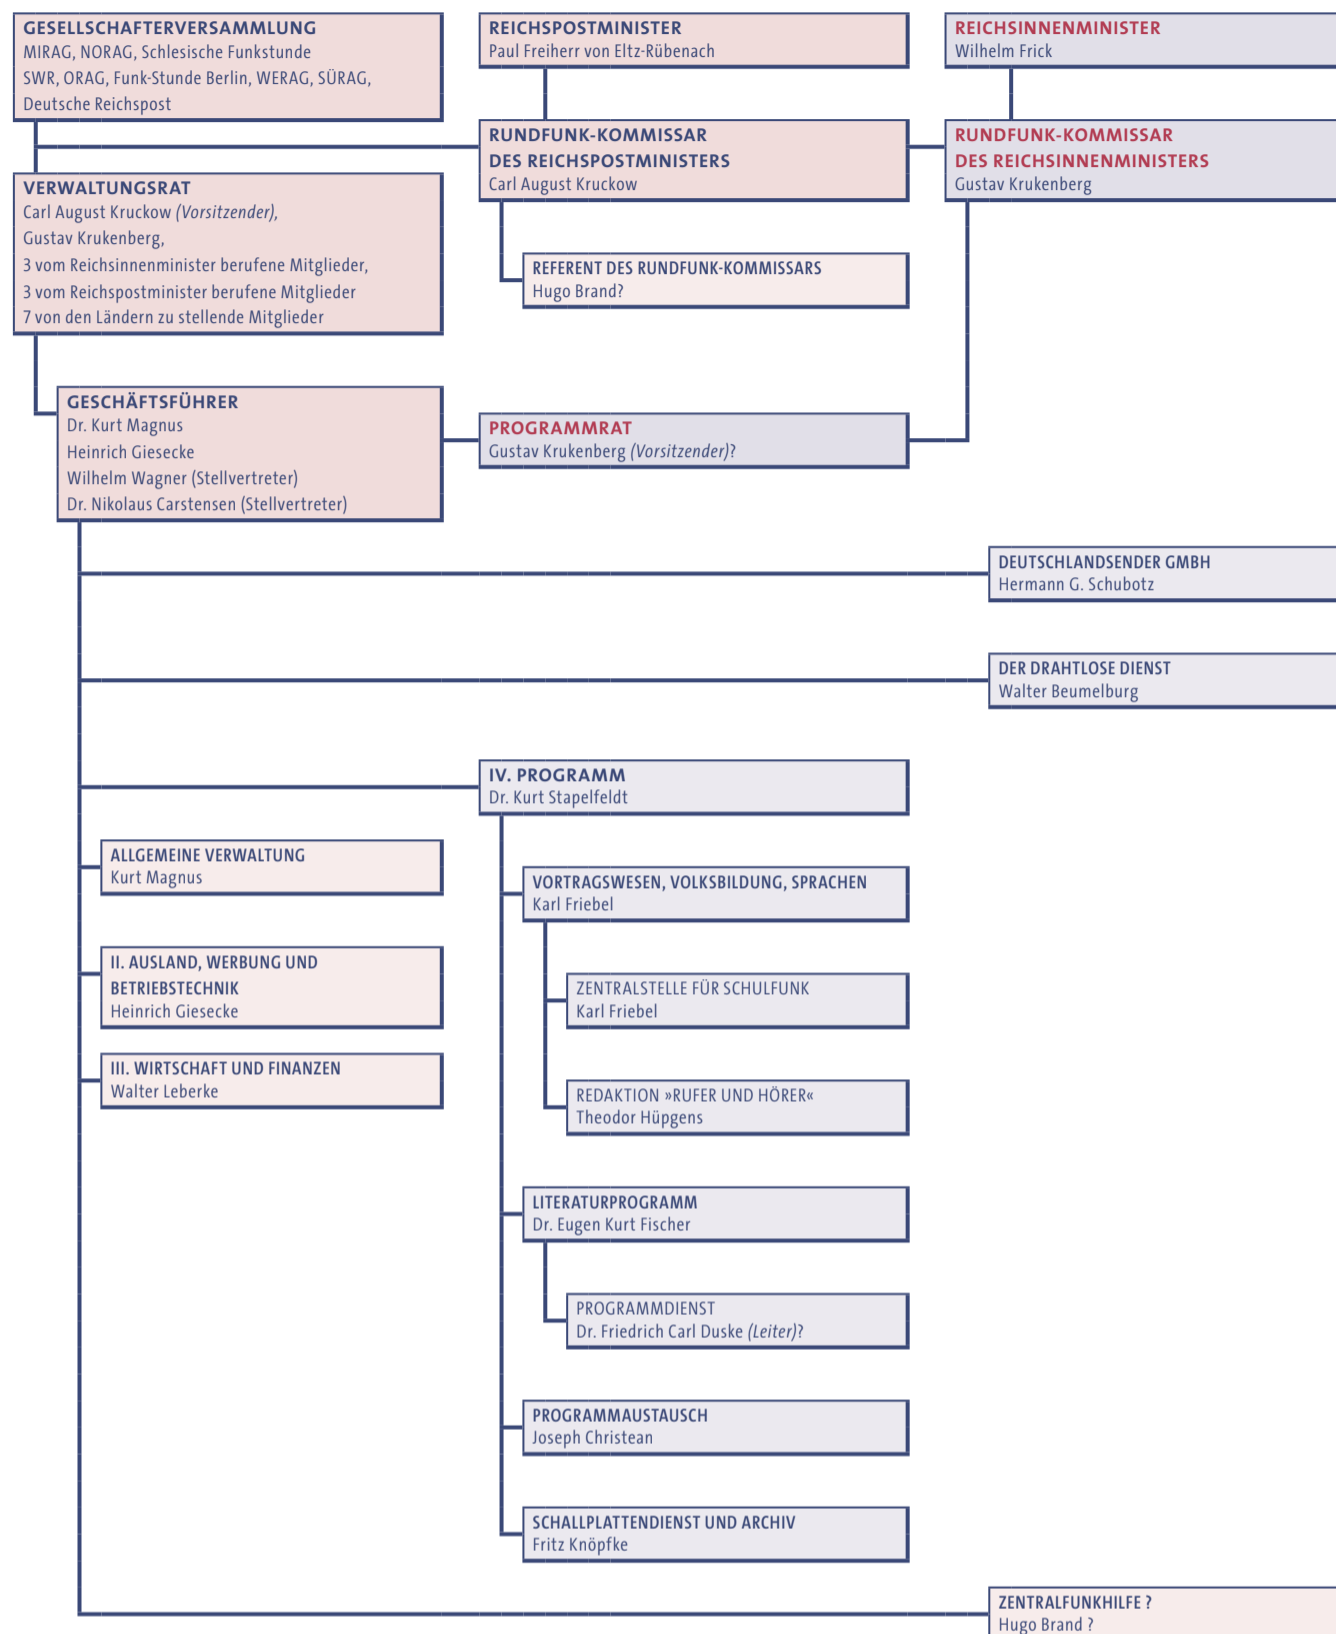 GESELLSCHAFTERVERSAMMLUNG
MIRAG, NORAG, Schlesische Funkstunde
SWR, ORAG, Funk-Stunde Berlin, WERAG, SÜRAG,
Deutsche Reichspost
REICHSPOSTMINISTER
Paul Freiherr von Eltz-Rübenach
REICHSINNENMINISTER
Wilhelm Frick
RUNDFUNK-KOMMISSAR
DES REICHSPOSTMINISTERS
Carl August Kruckow
RUNDFUNK-KOMMISSAR
DES REICHSINNENMINISTERS
Gustav Krukenberg
VERWALTUNGSRAT
Carl August Kruckow (Vorsitzender),
Gustav Krukenberg,
3 vom Reichsinnenminister berufene Mitglieder,
3 vom Reichspostminister berufene Mitglieder
7 von den Ländern zu stellende Mitglieder
REFERENT DES RUNDFUNK-KOMMISSARS
Hugo Brand?
GESCHÄFTSFÜHRER
Dr. Kurt Magnus
Heinrich Giesecke
Wilhelm Wagner (Stellvertreter)
Dr. Nikolaus Carstensen (Stellvertreter)
PROGRAMMRAT
Gustav Krukenberg (Vorsitzender)?
DEUTSCHLANDSENDER GMBH
Hermann G. Schubotz
DER DRAHTLOSE DIENST
Walter Beumelburg
IV. PROGRAMM
Dr. Kurt Stapelfeldt
ALLGEMEINE VERWALTUNG
Kurt Magnus
II. AUSLAND, WERBUNG UND
BETRIEBSTECHNIK
Heinrich Giesecke
III. WIRTSCHAFT UND FINANZEN
Walter Leberke
VORTRAGSWESEN, VOLKSBILDUNG, SPRACHEN
Karl Friebel
ZENTRALSTELLE FÜR SCHULFUNK
Karl Friebel
REDAKTION »RUFER UND HÖRER«
Theodor Hüpgens
LITERATURPROGRAMM
Dr. Eugen Kurt Fischer
PROGRAMMDIENST
Dr. Friedrich Carl Duske (Leiter)?
PROGRAMMAUSTAUSCH
Joseph Christean
SCHALLPLATTENDIENST UND ARCHIV
Fritz Knöpfke
ZENTRALFUNKHILFE ?
Hugo Brand ?